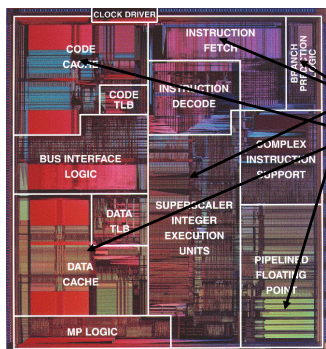 CLOCK DRIVER
CODE
CACHE
INSTRUCTION
FETCH
BRANCH
PREDICTION
LOGIC
CODE
TLB
INSTRUCTION
DECODE
BUS INTERFACE
LOGIC
COMPLEX
INSTRUCTION
SUPPORT
SUPERSCALER
INTEGER
EXECUTION
UNITS
DATA
TLB
DATA
CACHE
PIPELINED
FLOATING
POINT
MP LOGIC